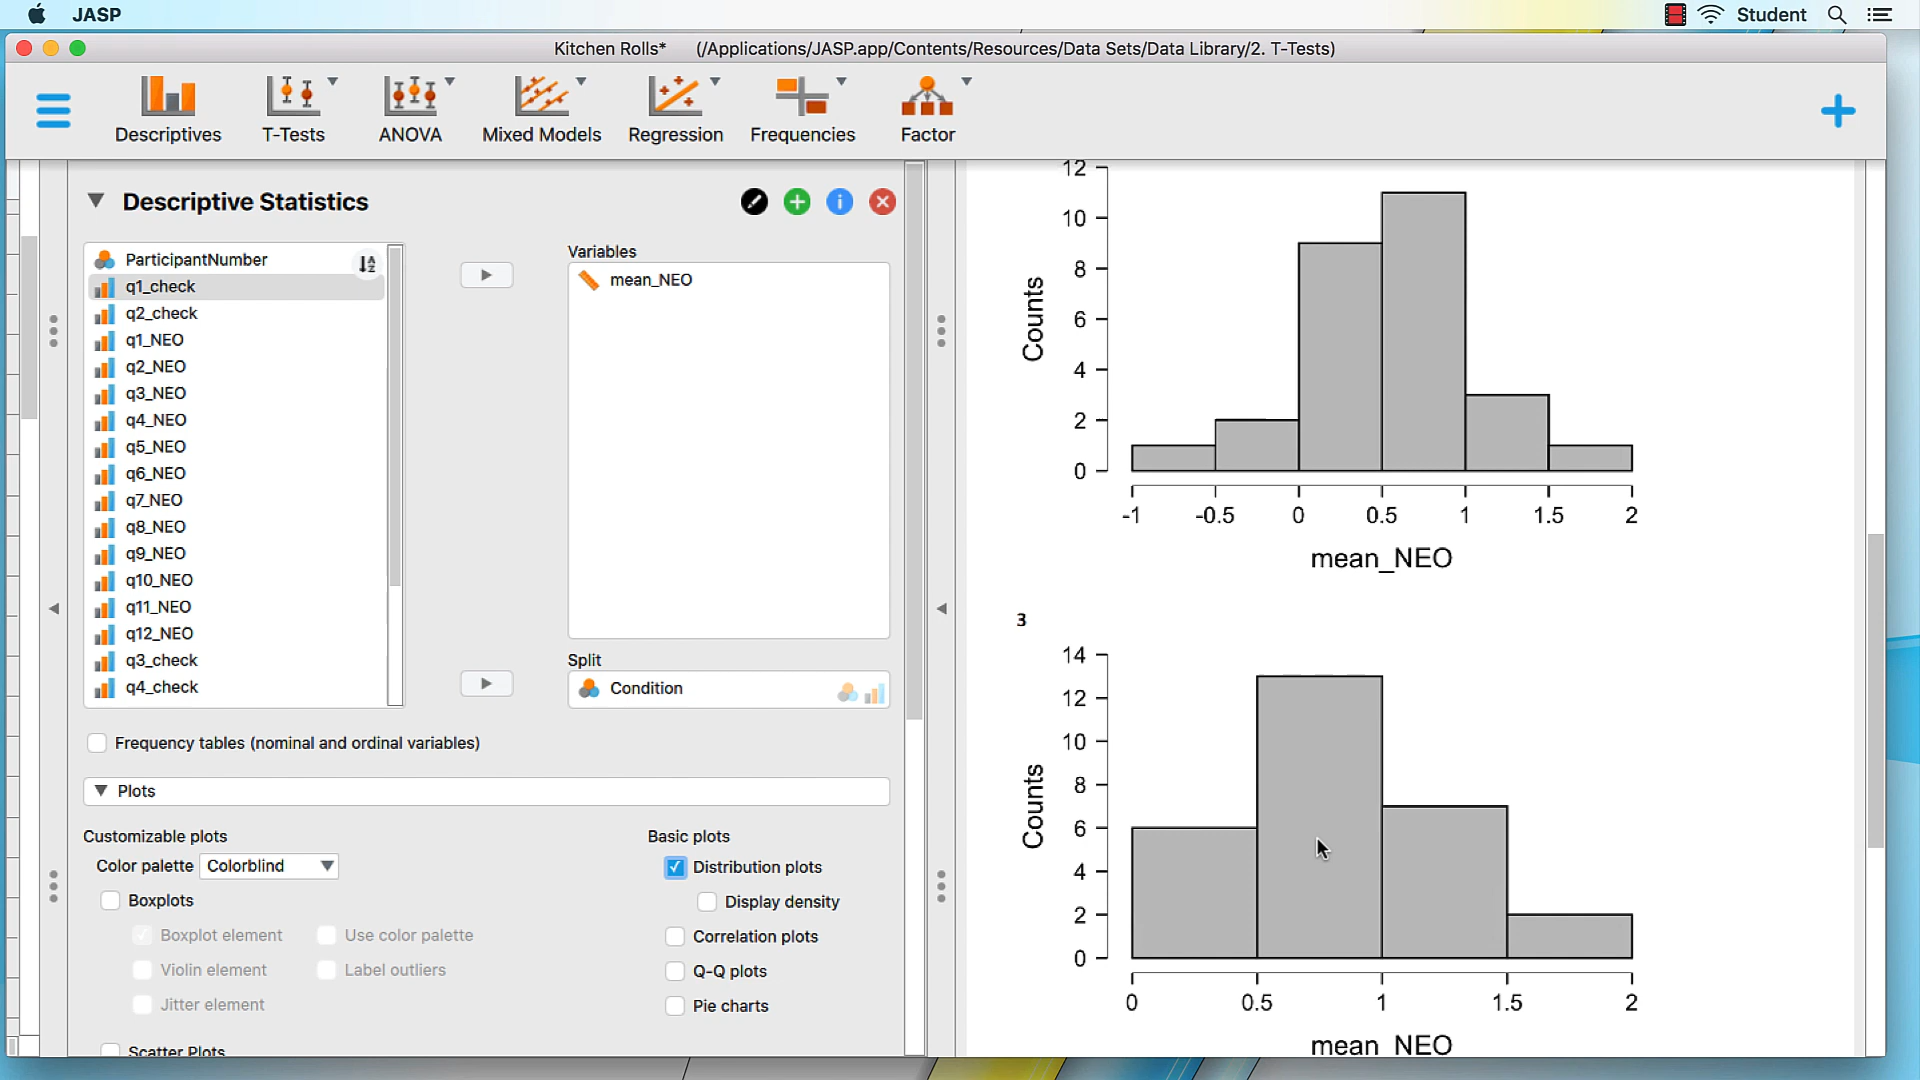 JASP
Student
Kitchen Rolls* (/Applications/JASP.app/Contents/Resources/Data Sets/Data Library/2. T-Tests)
Descriptives
T-Tests
ANOVA
Mixed Models
Regression
Frequencies
Factor
Descriptive Statistics
ParticipantNumber
q1_check
q2_check
q1_NEO
q2_NEO
q3_NEO
q4_NEO
q5_NEO
q6_NEO
q7_NEO
q8_NEO
q9_NEO
q10_NEO
q11_NEO
q12_NEO
q3_check
q4_check
Variables
mean_NEO
Split
Condition
Frequency tables (nominal and ordinal variables)
Plots
Customizable plots
Color palette Colorblind
Boxplots
Boxplot element Use color palette
Violin element Label outliers
Jitter element
Scatter Plots
Basic plots
Distribution plots
Display density
Correlation plots
Q-Q plots
Pie charts
12
10
8
6
4
2
0
Counts
-1 -0.5 0 0.5 1 1.5 2
mean_NEO
3
14
12
10
8
6
4
2
0
Counts
0 0.5 1 1.5 2
mean_NEO